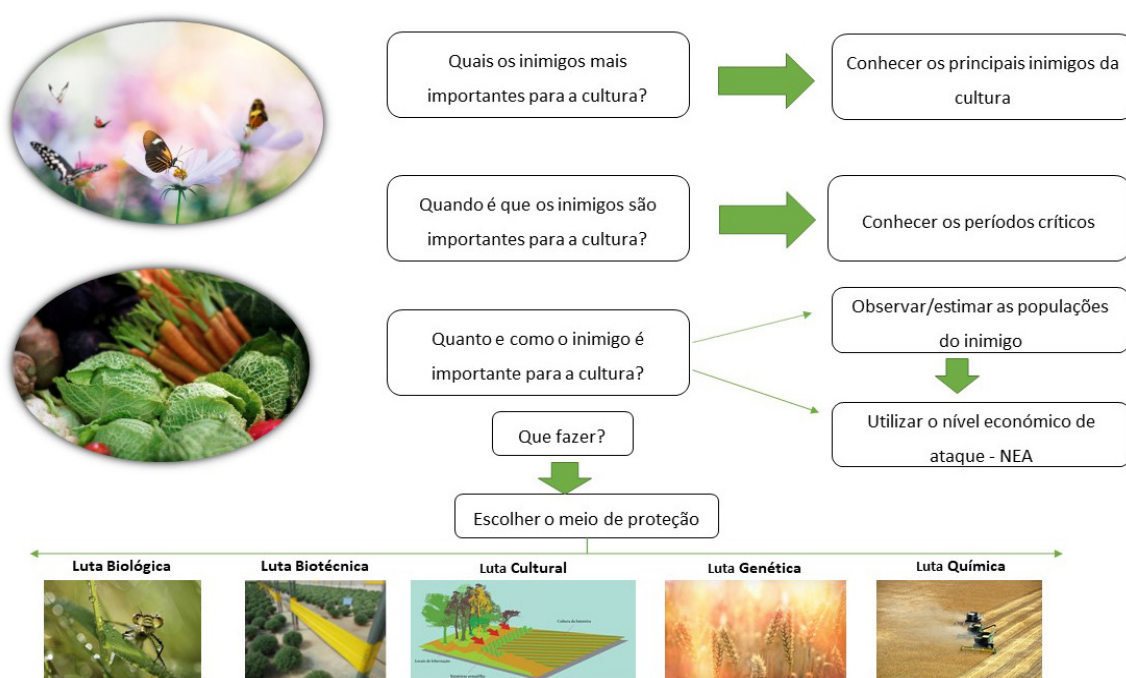 Quais os inimigos mais
importantes para a cultura?
Conhecer os principais inimigos da
cultura
Quando é que os inimigos são
importantes para a cultura?
Conhecer os períodos críticos
Quanto e como o inimigo é
importante para a cultura?
Observar/estimar as populações
do inimigo
Utilizar o nível económico de
ataque - NEA
Que fazer?
Escolher o meio de proteção
Luta Biológica
Luta Biotécnica
Luta Cultural
Luta Genética
Luta Química